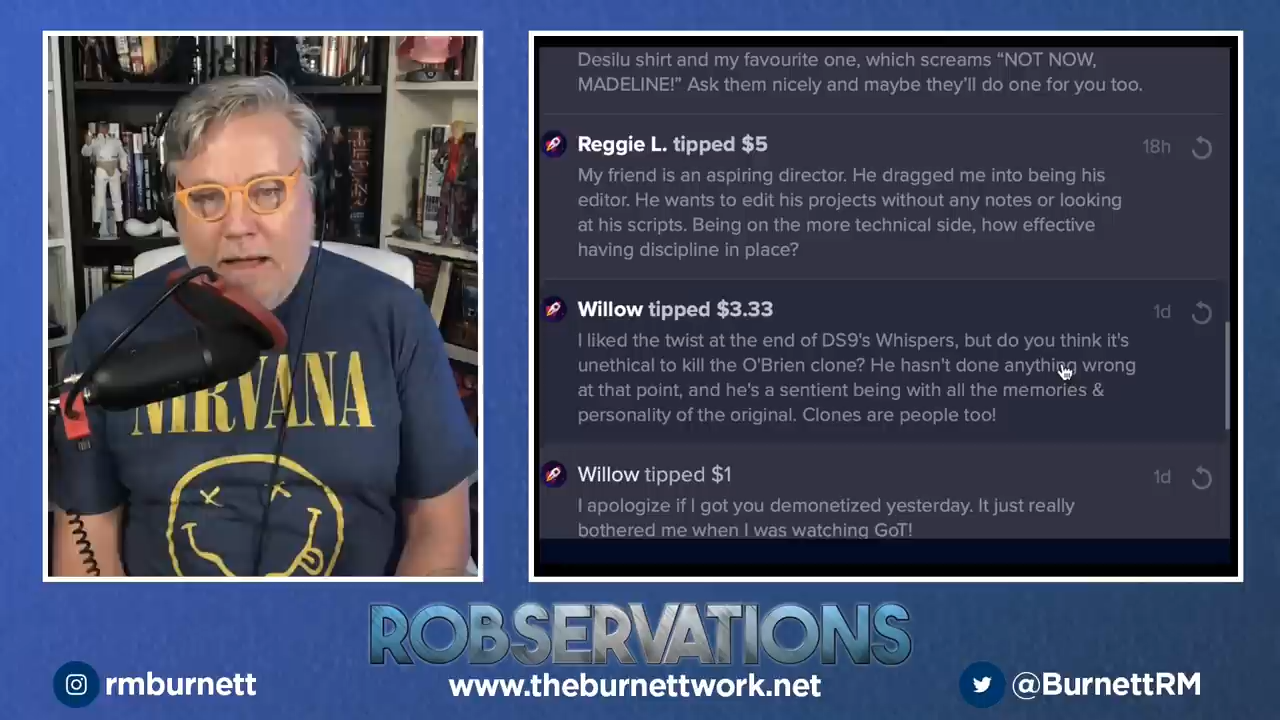 Desilu shirt and my favourite one, which screams “NOT NOW,
MADELINE!” Ask them nicely and maybe they’ll do one for you too.
Reggie L. tipped $5
18h
My friend is an aspiring director. He dragged me into being his
editor. He wants to edit his projects without any notes or looking
at his scripts. Being on the more technical side, how effective
having discipline in place?
Willow tipped $3.33
1d
I liked the twist at the end of DS9's Whispers, but do you think it's
unethical to kill the O'Brien clone? He hasn't done anything wrong
at that point, and he's a sentient being with all the memories &
personality of the original. Clones are people too!
Willow tipped $1
1d
I apologize if I got you demonetized yesterday. It just really
bothered me when I was watching GoT!
NIRVANA
ROBSERVATIONS
rmburnett
www.theburnettwork.net
@BurnettRM